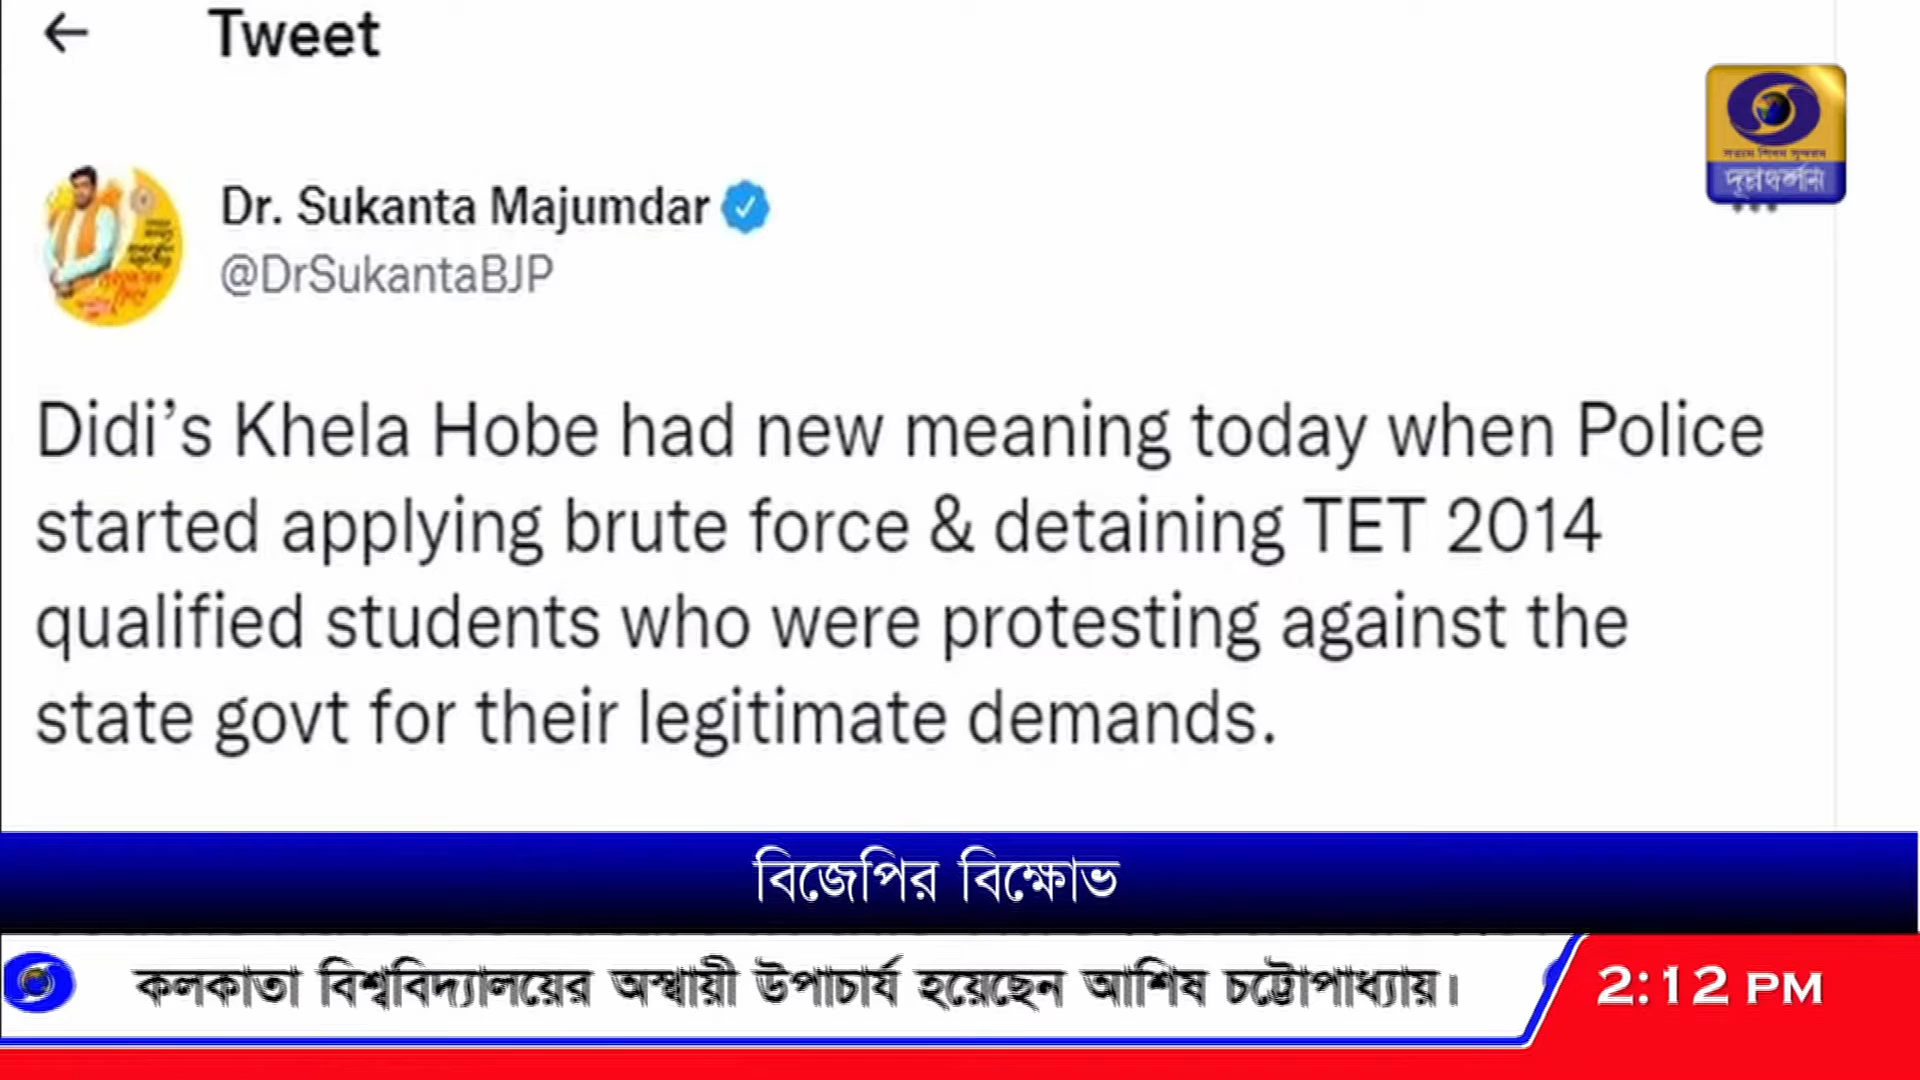 Tweet
Dr. Sukanta Majumdar
@DrSukantaBJP
Didi’s Khela Hobe had new meaning today when Police
started applying brute force & detaining TET 2014
qualified students who were protesting against the
state govt for their legitimate demands.
বিজেপির বিক্ষোভ
কলকাতা বিশ্ববিদ্যালয়ের অস্থায়ী উপাচার্য হয়েছেন আশিষ চট্টোপাধ্যায়।
2:12 PM